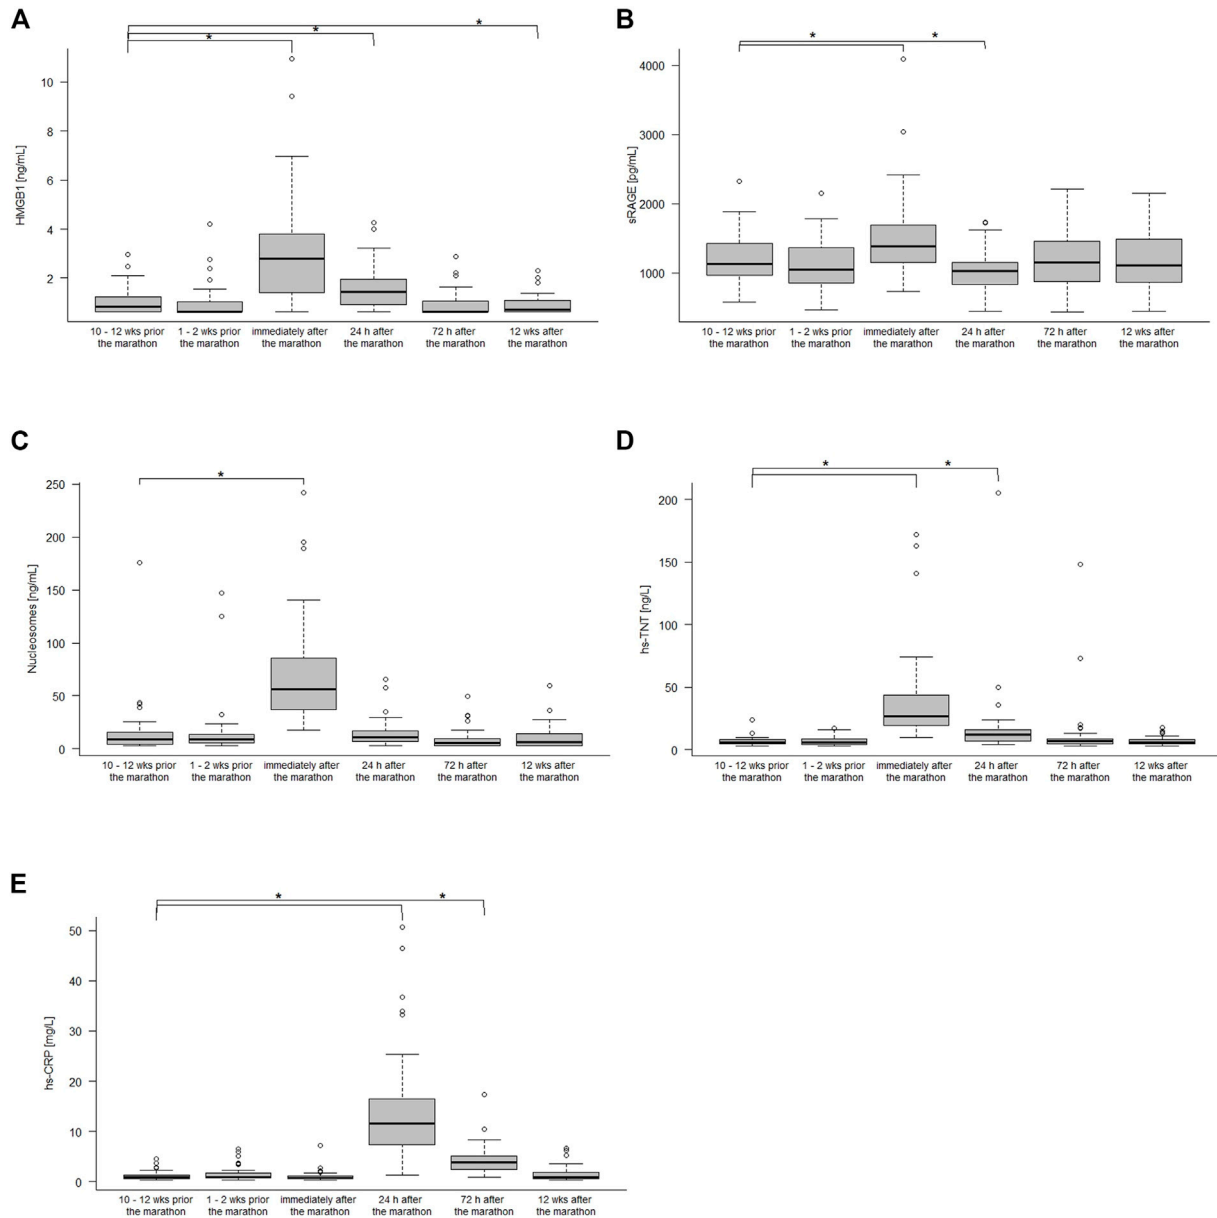 A
*
*
*
HMGB1 [ng/mL]
10
8
6
4
2
10 - 12 wks prior
the marathon
1 - 2 wks prior
the marathon
immediately after
the marathon
24 h after
the marathon
72 h after
the marathon
12 wks after
the marathon
B
*
*
sRAGE [pg/mL]
4000
3000
2000
1000
10 - 12 wks prior
the marathon
1 - 2 wks prior
the marathon
immediately after
the marathon
24 h after
the marathon
72 h after
the marathon
12 wks after
the marathon
C
*
Nucleosomes [ng/mL]
250
200
150
100
50
0
10 - 12 wks prior
the marathon
1 - 2 wks prior
the marathon
immediately after
the marathon
24 h after
the marathon
72 h after
the marathon
12 wks after
the marathon
D
*
*
hs-TNT [ng/L]
200
150
100
50
0
10 - 12 wks prior
the marathon
1 - 2 wks prior
the marathon
immediately after
the marathon
24 h after
the marathon
72 h after
the marathon
12 wks after
the marathon
E
*
*
hs-CRP [mg/L]
50
40
30
20
10
0
10 - 12 wks prior
the marathon
1 - 2 wks prior
the marathon
immediately after
the marathon
24 h after
the marathon
72 h after
the marathon
12 wks after
the marathon